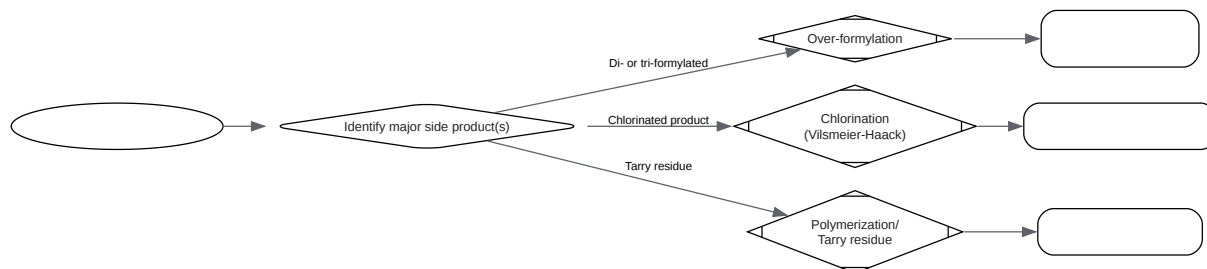 Over-formylation
Di- or tri-formylated
Identify major side product(s)
Chlorinated product
Chlorination
(Vilsmeier-Haack)
Tarry residue
Polymerization/
Tarry residue